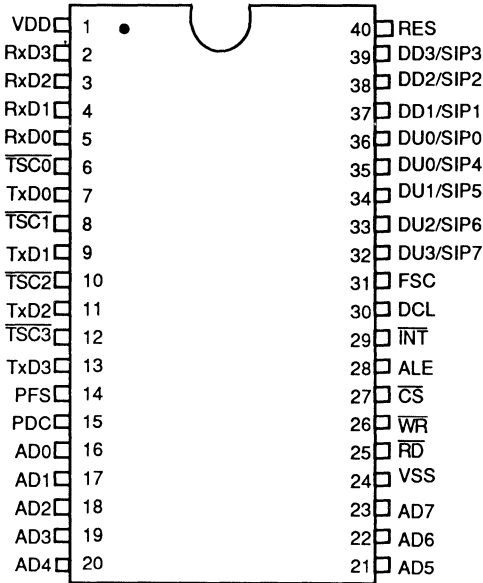 VDD 1 40 RES
RxD3 2 39 DD3/SIP3
RxD2 3 38 DD2/SIP2
RxD1 4 37 DD1/SIP1
RxD0 5 36 DU0/SIP0
TSC0 6 35 DU0/SIP4
TxD0 7 34 DU1/SIP5
TSC1 8 33 DU2/SIP6
TxD1 9 32 DU3/SIP7
TSC2 10 31 FSC
TxD2 11 30 DCL
TSC3 12 29 INT
TxD3 13 28 ALE
PFS 14 27 CS
PDC 15 26 WR
AD0 16 25 RD
AD1 17 24 VSS
AD2 18 23 AD7
AD3 19 22 AD6
AD4 20 21 AD5